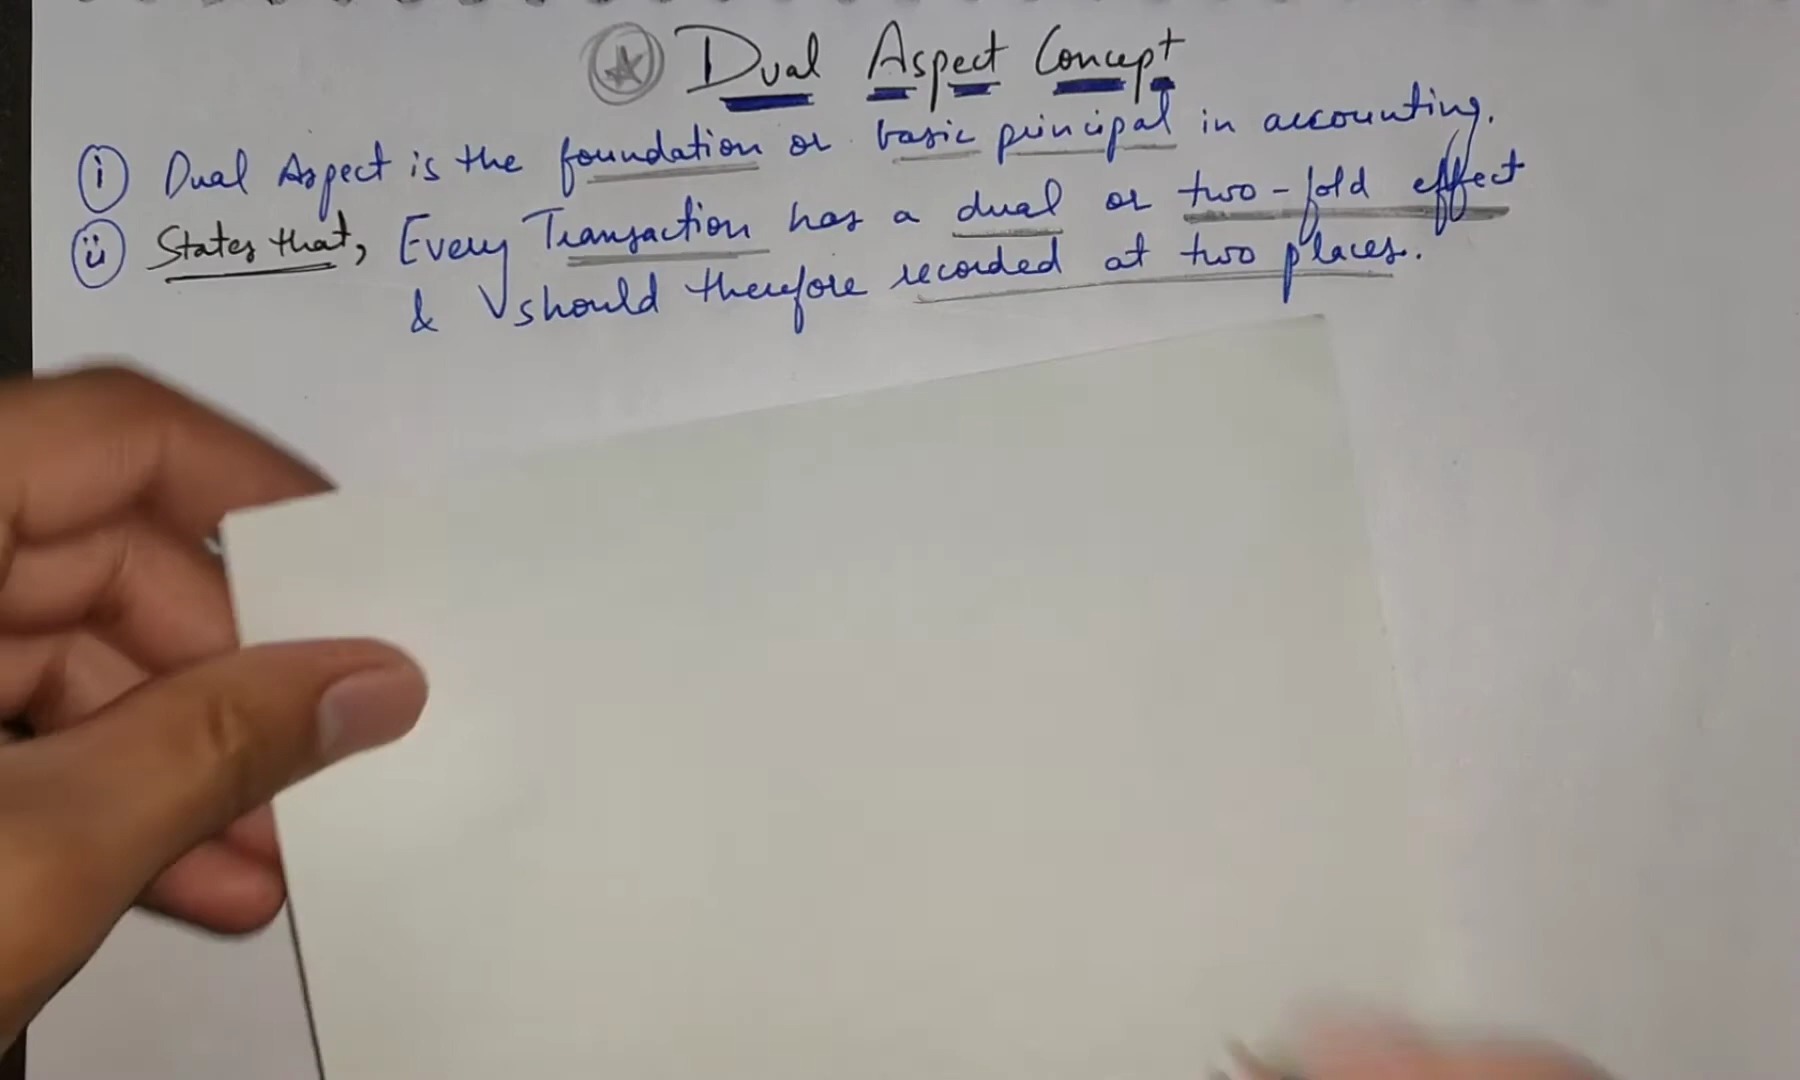 Dual Aspect Concept
i Dual Aspect is the foundation or basic principal in accounting.
ii States that, Every Transaction has a dual or two-fold effect
& should therefore recorded at two places.